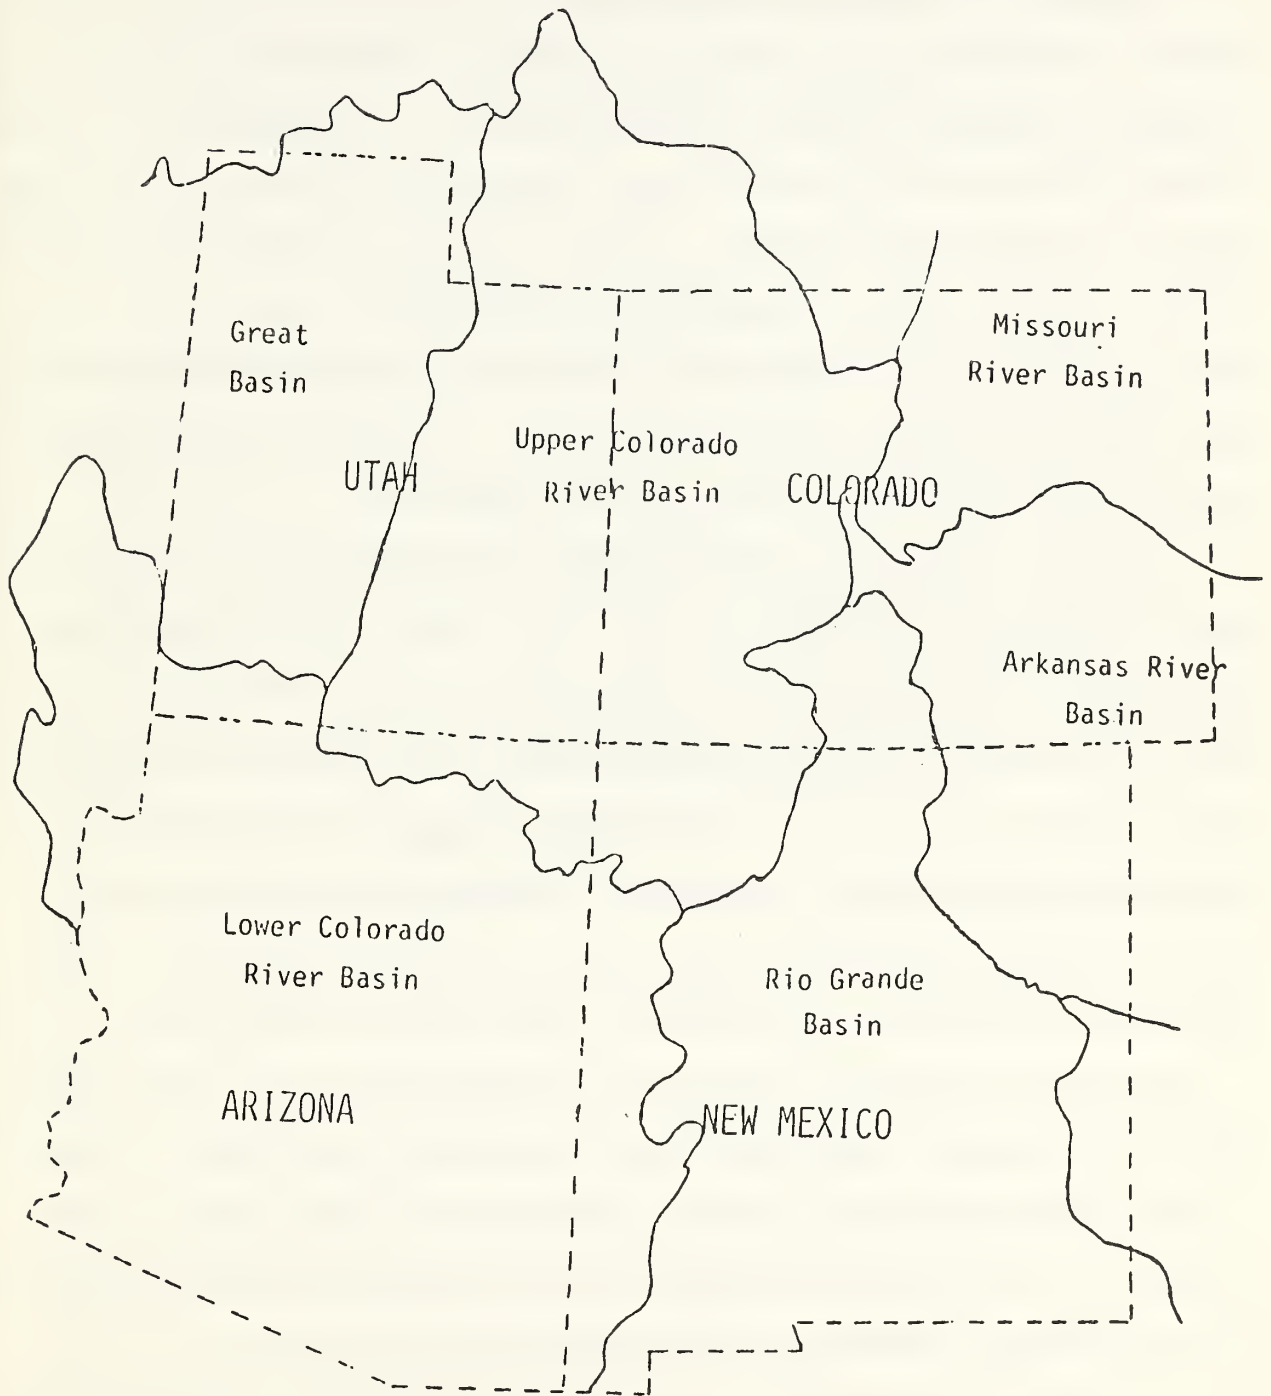 Great
Basin
Missouri
River Basin
Upper Colorado
River Basin
UTAH
COLORADO
Arkansas River
Basin
Lower Colorado
River Basin
Rio Grande
Basin
ARIZONA
NEW MEXICO